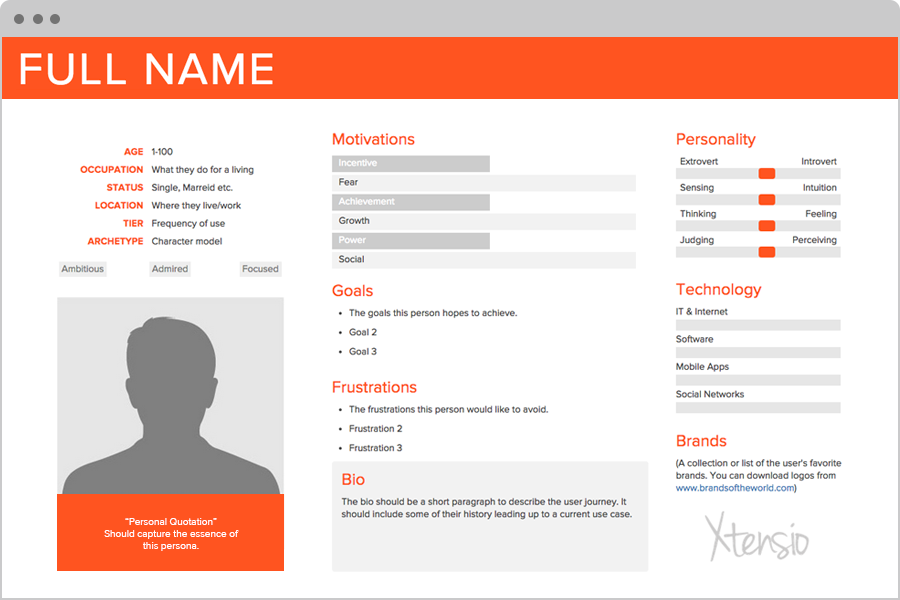 FULL NAME
AGE 1-100
OCCUPATION What they do for a living
STATUS Single, Marreid etc.
LOCATION Where they live/work
TIER Frequency of use
ARCHETYPE Character model
Ambitious Admired Focused
“Personal Quotation”
Should capture the essence of
this persona.
Motivations
Incentive
Fear
Achievement
Growth
Power
Social
Goals
• The goals this person hopes to achieve.
• Goal 2
• Goal 3
Frustrations
• The frustrations this person would like to avoid.
• Frustration 2
• Frustration 3
Bio
The bio should be a short paragraph to describe the user journey. It
should include some of their history leading up to a current use case.
Personality
Extrovert Introvert
Sensing Intuition
Thinking Feeling
Judging Perceiving
Technology
IT & Internet
Software
Mobile Apps
Social Networks
Brands
(A collection or list of the user's favorite
brands. You can download logos from
www.brandsoftheworld.com)
Xtensio